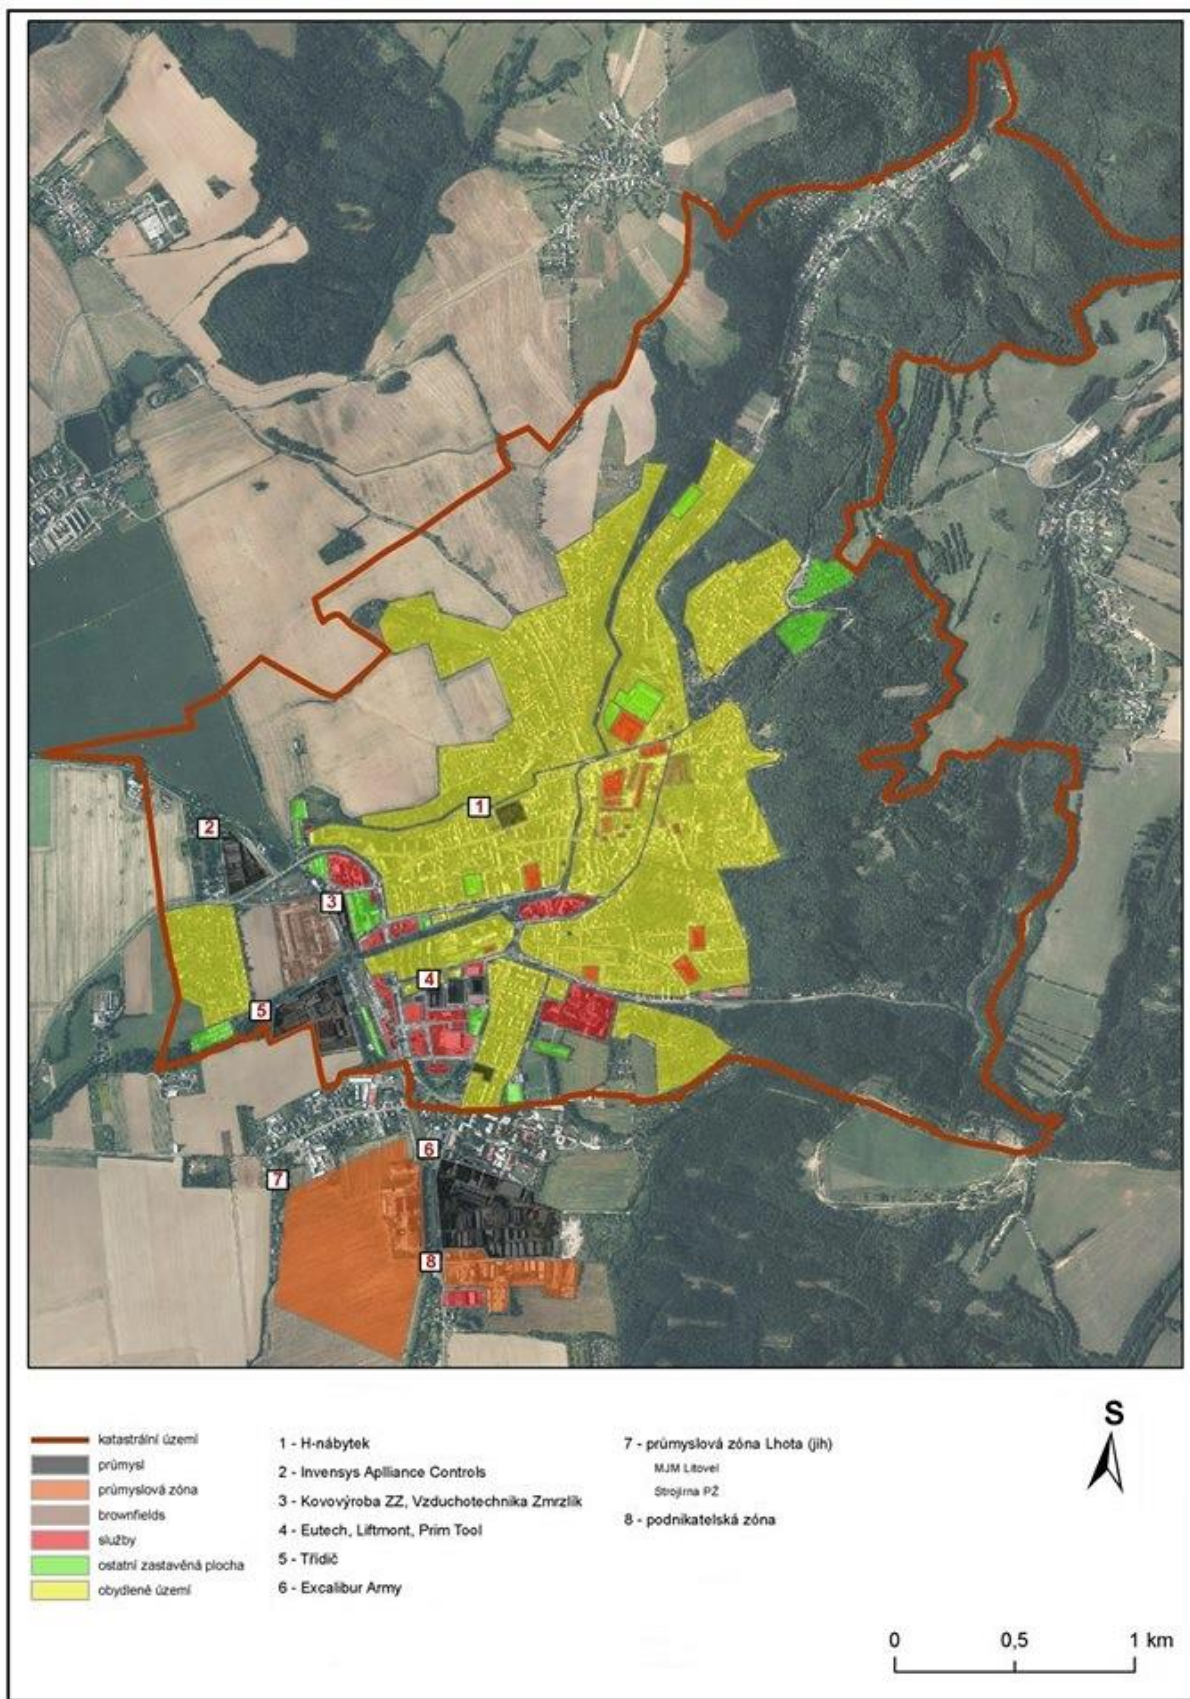 1
2
3
4
5
6
7
8
katastrální území
průmysl
průmyslová zóna
brownfields
služby
ostatní zastavěná plocha
obydlené území
1 - H-nábytek
2 - Invensys Aplliance Controls
3 - Kovovýroba ZZ, Vzduchotechnika Zmrzlík
4 - Eutech, Liftmont, Prim Tool
5 - Třídič
6 - Excalibur Army
7 - průmyslová zóna Lhota (jih)
MJM Litovel
Strojírna PŽ
8 - podnikatelská zóna
S
0 0,5 1 km